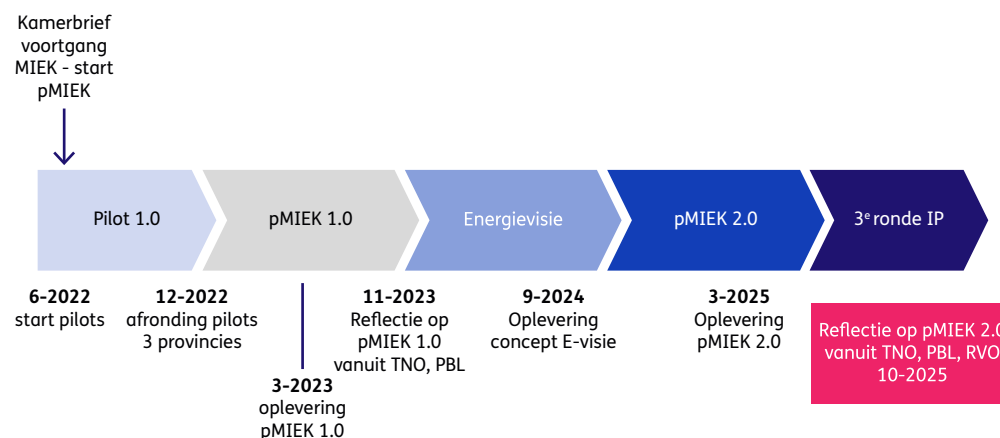 Kamerbrief
voortgang
MIEK - start
pMIEK
Pilot 1.0
pMIEK 1.0
Energievisie
pMIEK 2.0
3e ronde IP
6-2022
start pilots
12-2022
afronding pilots
3 provincies
3-2023
oplevering
pMIEK 1.0
11-2023
Reflectie op
pMIEK 1.0
vanuit TNO, PBL
9-2024
Oplevering
concept E-visie
3-2025
Oplevering
pMIEK 2.0
Reflectie op pMIEK 2.0
vanuit TNO, PBL, RVO
10-2025